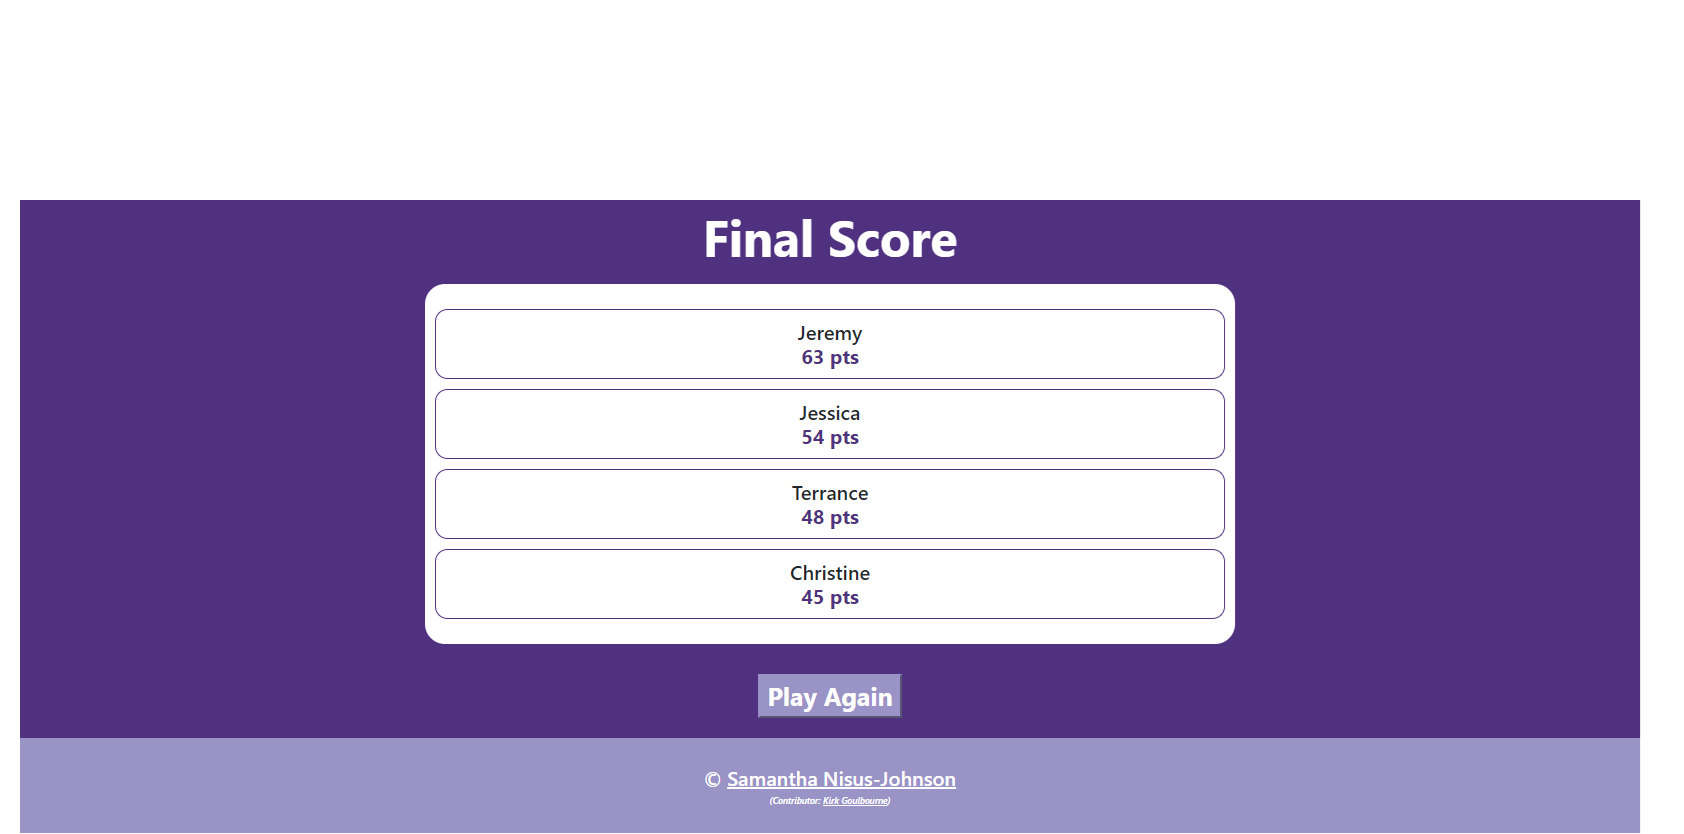 Final Score
Jeremy
63 pts
Jessica
54 pts
Terrance
48 pts
Christine
45 pts
Play Again
© Samantha Nisus-Johnson
(Contributor: Kirk Goulbourne)